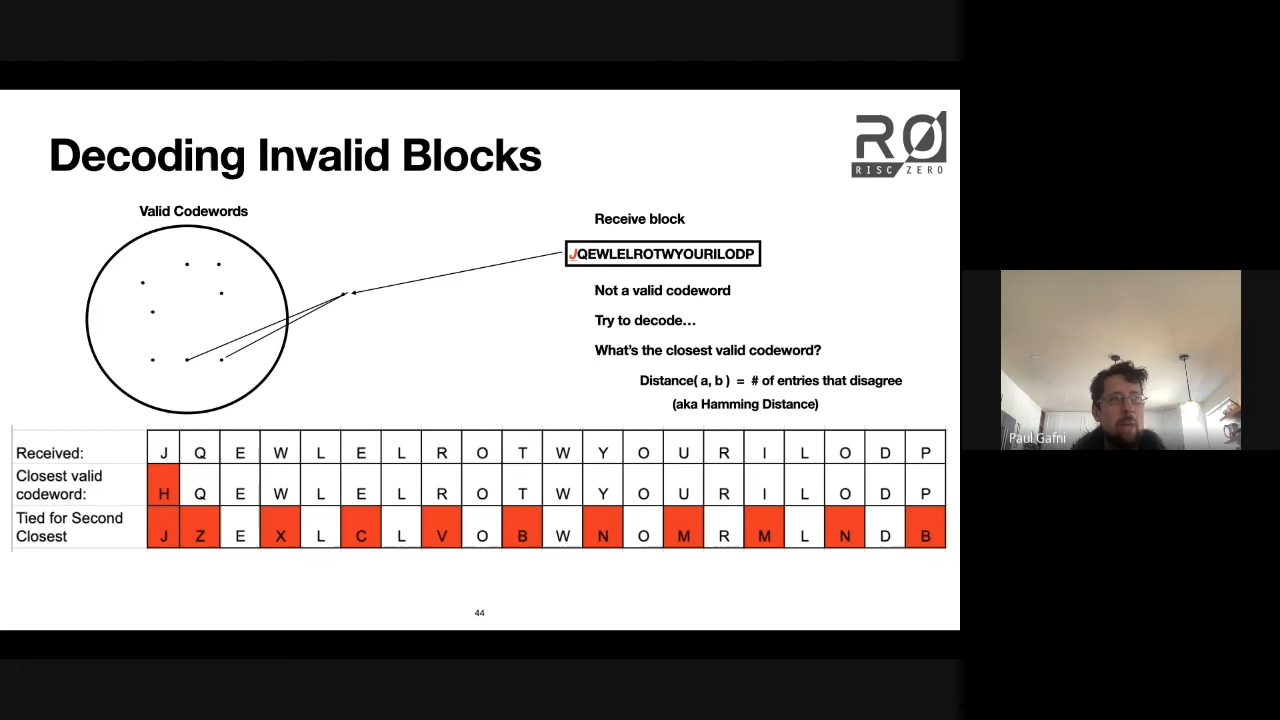 Decoding Invalid Blocks
RISC ZERO
Valid Codewords
Receive block
JQEWLELROTWYOURILODP
Not a valid codeword
Try to decode…
What's the closest valid codeword?
Distance( a, b ) = # of entries that disagree
(aka Hamming Distance)
Received: J Q E W L E L R O T W Y O U R I L O D P
Closest valid
codeword: H Q E W L E L R O T W Y O U R I L O D P
Tied for Second
Closest J Z E X L C L V O B W N O M R M L N D B
44
Paul Gafni